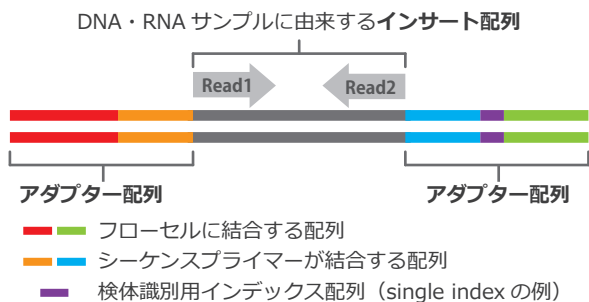 DNA・RNA サンプルに由来するインサート配列
Read1 Read2
アダプター配列 アダプター配列
フローセルに結合する配列
シーケンスプライマーが結合する配列
検体識別用インデックス配列（single index の例）